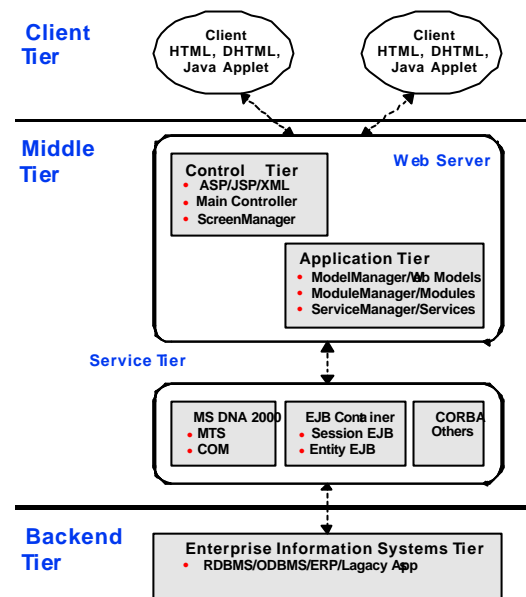 Client
Tier
Client
HTML, DHTML,
Java Applet
Client
HTML, DHTML,
Java Applet
Middle
Tier
Web Server
Control Tier
• ASP/JSP/XML
• Main Controller
• ScreenManager
Application Tier
• ModelManager/Web Models
• ModuleManager/Modules
• ServiceManager/Services
Service Tier
MS DNA 2000
• MTS
• COM
EJB Container
• Session EJB
• Entity EJB
CORBA
Others
Backend
Tier
Enterprise Information Systems Tier
• RDBMS/ODBMS/ERP/Lagacy App